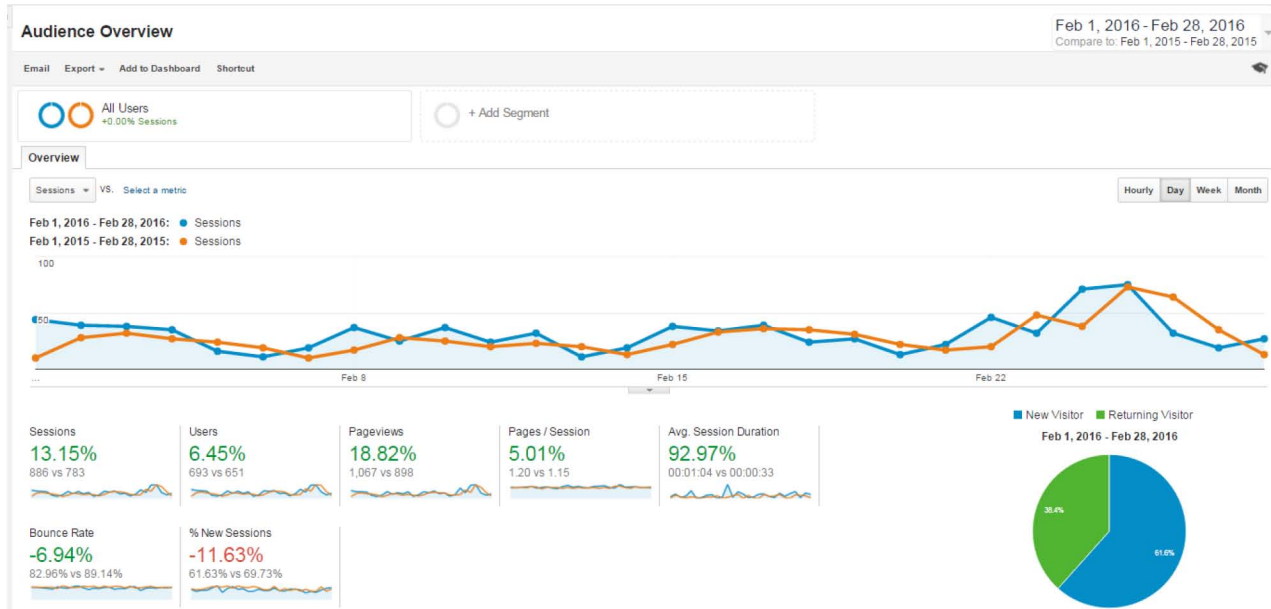 Audience Overview
Feb 1, 2016 - Feb 28, 2016
Compare to: Feb 1, 2015 - Feb 28, 2015
Email Export Add to Dashboard Shortcut
All Users
+0.00% Sessions
+ Add Segment
Overview
Sessions VS. Select a metric
Hourly Day Week Month
Feb 1, 2016 - Feb 28, 2016: Sessions
Feb 1, 2015 - Feb 28, 2015: Sessions
100
50
... Feb 8 Feb 15 Feb 22
New Visitor Returning Visitor
Feb 1, 2016 - Feb 28, 2016
38.4%
61.6%
Sessions
13.15%
886 vs 783
Users
6.45%
693 vs 651
Pageviews
18.82%
1,067 vs 898
Pages / Session
5.01%
1.20 vs 1.15
Avg. Session Duration
92.97%
00:01:04 vs 00:00:33
Bounce Rate
-6.94%
82.96% vs 89.14%
% New Sessions
-11.63%
61.63% vs 69.73%